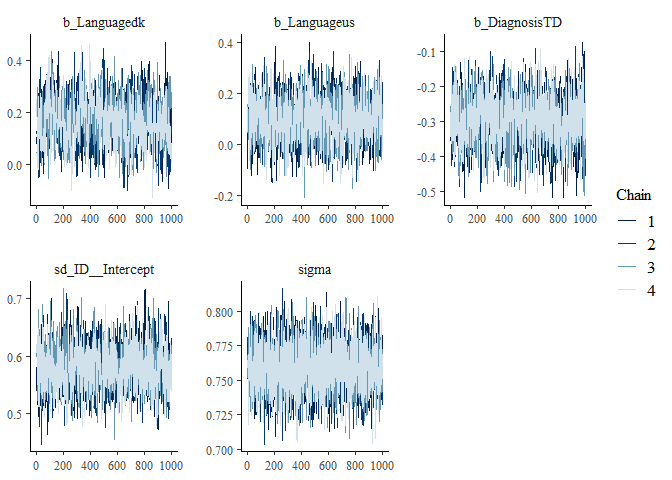 b_Languagedk
b_Languageus
b_DiagnosisTD
0.4
0.2
0.0
0 200 400 600 800 1000
0.4
0.2
0.0
-0.2
0 200 400 600 800 1000
-0.1
-0.2
-0.3
-0.4
-0.5
0 200 400 600 800 1000
sd_ID__Intercept
sigma
0.7
0.6
0.5
0 200 400 600 800 1000
0.800
0.775
0.750
0.725
0.700
0 200 400 600 800 1000
Chain
1
2
3
4